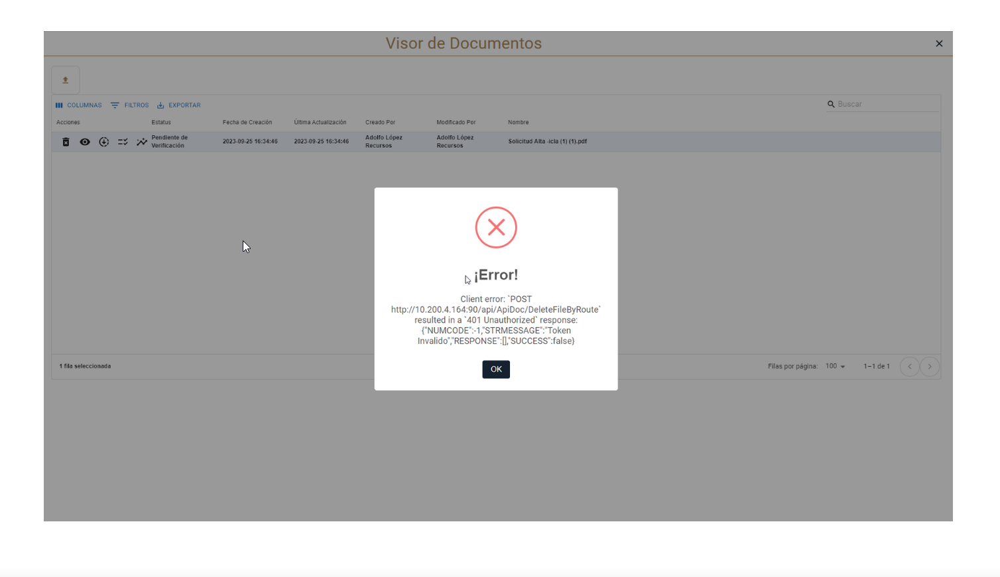 Visor de Documentos
COLUMNAS FILTROS EXPORTAR
Buscar
Acciones Estatus Fecha de Creación Última Actualización Creado Por Modificado Por Nombre
Pendiente de Verificación 2023-09-25 16:34:46 2023-09-25 16:34:46 Adolfo López Recursos Adolfo López Recursos Solicitud Alta -icla (1) (1).pdf
¡Error!
Client error: `POST
http://10.200.4.164:90/api/ApiDoc/DeleteFileByRoute`
resulted in a `401 Unauthorized` response:
{"NUMCODE":-1,"STRMESSAGE":"Token
Invalido","RESPONSE":[],"SUCCESS":false}
OK
1 fila seleccionada
Filas por página: 100 1–1 de 1